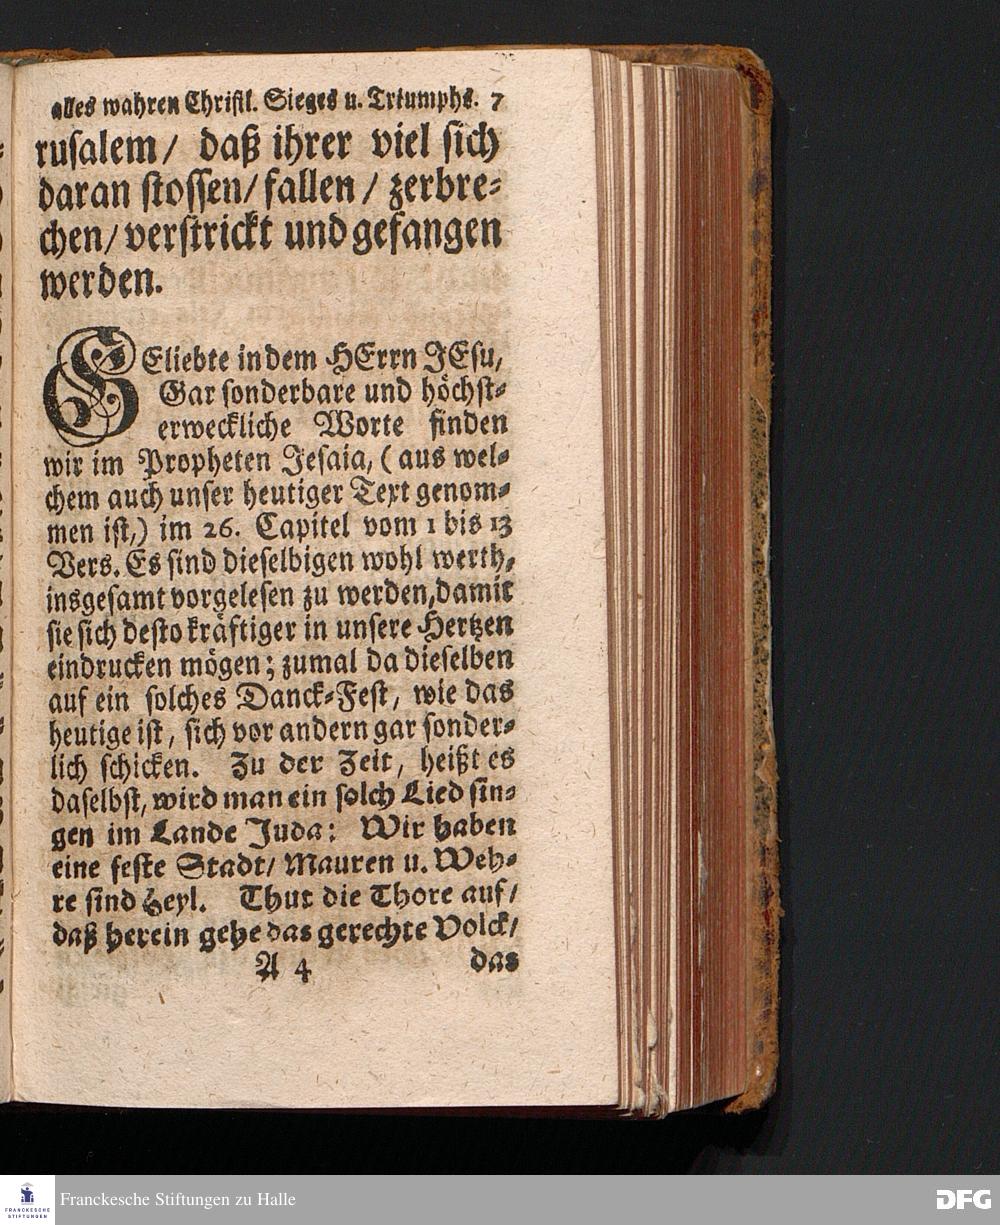 alles wahren Christl. Sieges u. Triumphs. 7
rusalem/ daß ihrer viel sich
daran stossen/ fallen / zerbre-
chen/ verstrickt und gefangen
werden.
GEliebte in dem HErrn JEsu,
Gar sonderbare und höchst-
erweckliche Worte finden
wir im Propheten Jesaia, (aus wel-
chem auch unser heutiger Text genom-
men ist,) im 26. Capitel vom 1 bis 13
Vers. Es sind dieselbigen wohl werth,
insgesamt vorgelesen zu werden, damit
sie sich desto kräftiger in unsere Hertzen
eindrucken mögen; zumal da dieselben
auf ein solches Danck-Fest, wie das
heutige ist, sich vor andern gar sonder-
lich schicken. Zu der Zeit, heißt es
daselbst, wird man ein solch Lied sin-
gen im Lande Juda: Wir haben
eine feste Stadt/ Mauren u. Weh-
re sind Heyl. Thut die Thore auf/
daß herein gehe das gerechte Volck/
A 4 das
FRANCKESCHE STIFTUNGEN
Franckesche Stiftungen zu Halle
DFG